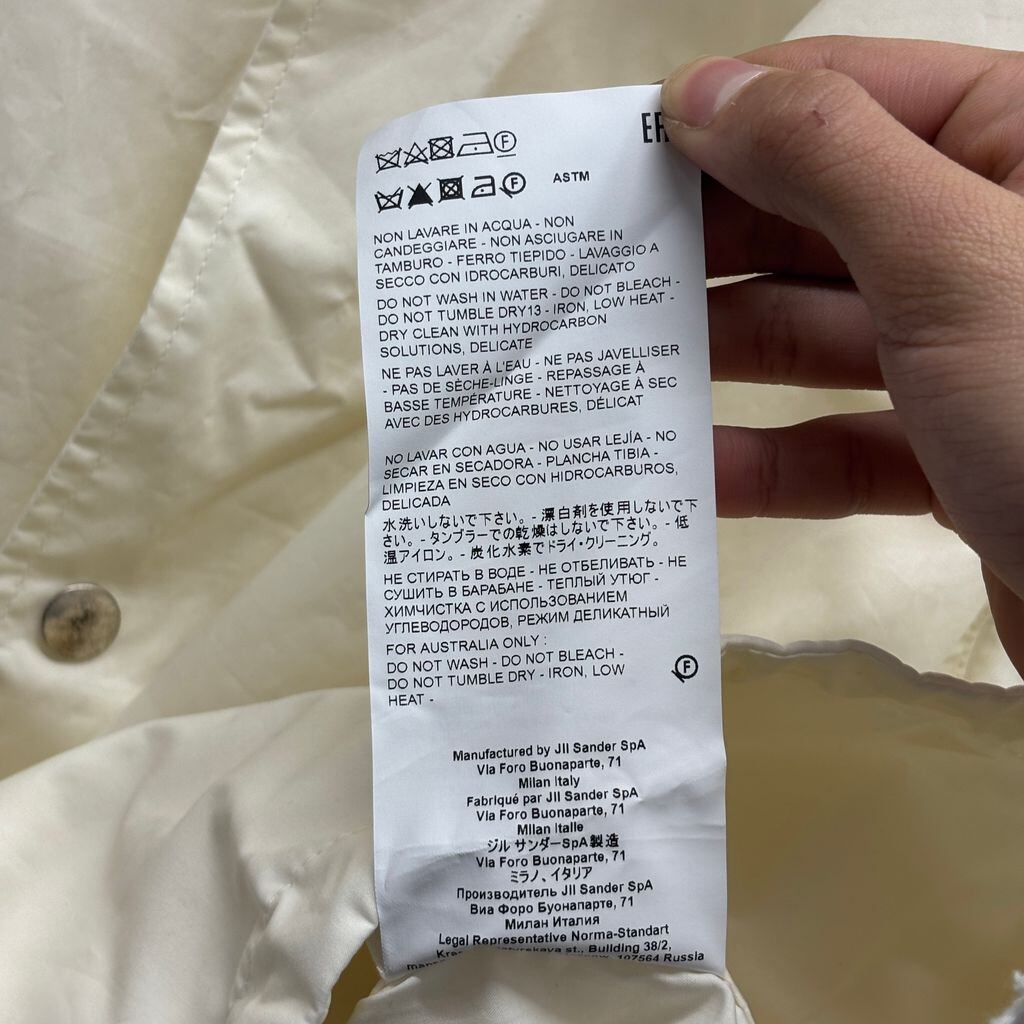 F
F ASTM
NON LAVARE IN ACQUA - NON
CANDEGGIARE - NON ASCIUGARE IN
TAMBURO - FERRO TIEPIDO - LAVAGGIO A
SECCO CON IDROCARBURI, DELICATO
DO NOT WASH IN WATER - DO NOT BLEACH -
DO NOT TUMBLE DRY13 - IRON, LOW HEAT -
DRY CLEAN WITH HYDROCARBON
SOLUTIONS, DELICATE
NE PAS LAVER À L'EAU - NE PAS JAVELLISER
- PAS DE SÈCHE-LINGE - REPASSAGE À
BASSE TEMPÉRATURE - NETTOYAGE À SEC
AVEC DES HYDROCARBURES, DÉLICAT
NO LAVAR CON AGUA - NO USAR LEJÍA - NO
SECAR EN SECADORA - PLANCHA TIBIA -
LIMPIEZA EN SECO CON HIDROCARBUROS,
DELICADA
水洗いしないで下さい。- 漂白剤を使用しないで下
さい。- タンブラーでの乾燥はしないで下さい。- 低
温アイロン。- 炭化水素でドライ・クリーニング。
НЕ СТИРАТЬ В ВОДЕ - НЕ ОТБЕЛИВАТЬ - НЕ
СУШИТЬ В БАРАБАНЕ - ТЕПЛЫЙ УТЮГ -
ХИМЧИСТКА С ИСПОЛЬЗОВАНИЕМ
УГЛЕВОДОРОДОВ, РЕЖИМ ДЕЛИКАТНЫЙ
FOR AUSTRALIA ONLY :
DO NOT WASH - DO NOT BLEACH -
DO NOT TUMBLE DRY - IRON, LOW
HEAT -
F
Manufactured by Jil Sander SpA
Via Foro Buonaparte, 71
Milan Italy
Fabriqué par Jil Sander SpA
Via Foro Buonaparte, 71
Milan Italie
ジル サンダーSpA製造
Via Foro Buonaparte, 71
ミラノ、イタリア
Производитель Jil Sander SpA
Виа Форо Буонапарте, 71
Милан Италия
Legal Representative Norma-Standart
st., Building 38/2,
107564 Russia